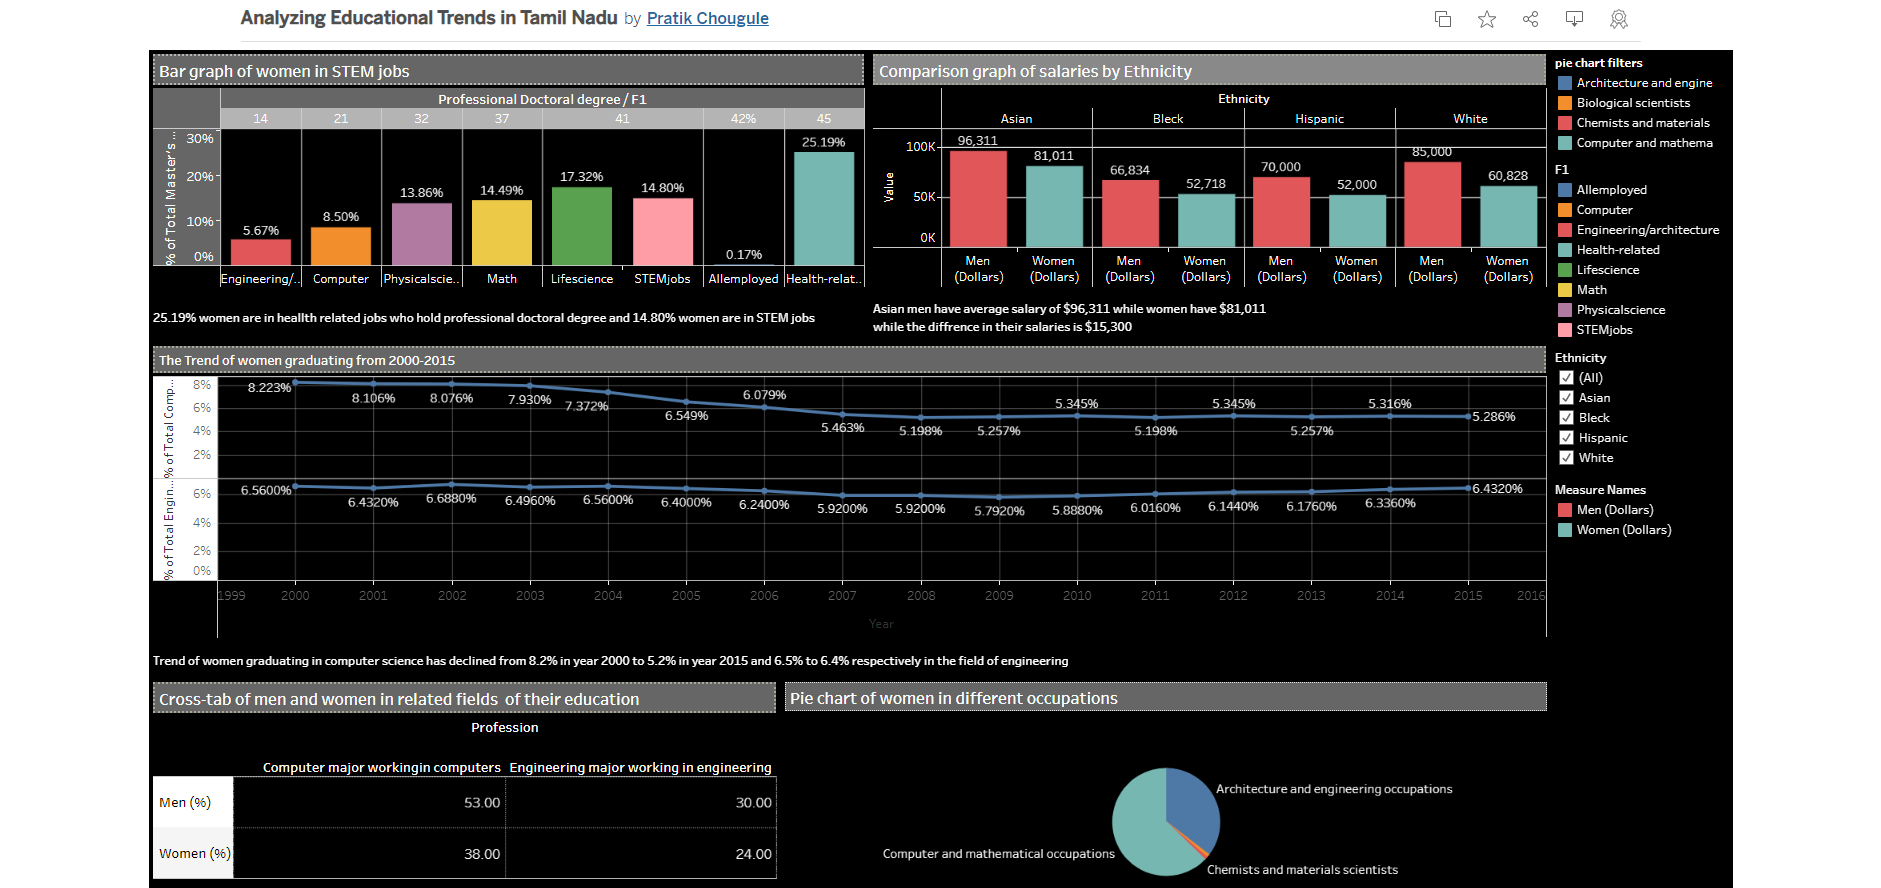 Analyzing Educational Trends in Tamil Nadu by Pratik Chougule
Bar graph of women in STEM jobs
Professional Doctoral degree / F1
14 21 32 37 41 42% 45
% of Total Master's ...
30%
20%
10%
0%
5.67% 8.50% 13.86% 14.49% 17.32% 14.80% 0.17% 25.19%
Engineering/.. Computer Physicalscie.. Math Lifescience STEMjobs Allemployed Health-relat..
25.19% women are in heallth related jobs who hold professional doctoral degree and 14.80% women are in STEM jobs
Comparison graph of salaries by Ethnicity
Ethnicity
Asian Bleck Hispanic White
Value
100K
50K
0K
96,311 81,011 66,834 52,718 70,000 52,000 85,000 60,828
Men (Dollars) Women (Dollars) Men (Dollars) Women (Dollars) Men (Dollars) Women (Dollars) Men (Dollars) Women (Dollars)
Asian men have average salary of $96,311 while women have $81,011
while the diffrence in their salaries is $15,300
pie chart filters
Architecture and engine
Biological scientists
Chemists and materials
Computer and mathema
F1
Allemployed
Computer
Engineering/architecture
Health-related
Lifescience
Math
Physicalscience
STEMjobs
Ethnicity
(All)
Asian
Bleck
Hispanic
White
Measure Names
Men (Dollars)
Women (Dollars)
The Trend of women graduating from 2000-2015
% of Total Comp...
8%
6%
4%
2%
8.223% 8.106% 8.076% 7.930% 7.372% 6.549% 6.079% 5.463% 5.198% 5.257% 5.345% 5.198% 5.345% 5.257% 5.316% 5.286%
% of Total Engin...
6%
4%
2%
0%
6.5600% 6.4320% 6.6880% 6.4960% 6.5600% 6.4000% 6.2400% 5.9200% 5.9200% 5.7920% 5.8880% 6.0160% 6.1440% 6.1760% 6.3360% 6.4320%
1999 2000 2001 2002 2003 2004 2005 2006 2007 2008 2009 2010 2011 2012 2013 2014 2015 2016
Year
Trend of women graduating in computer science has declined from 8.2% in year 2000 to 5.2% in year 2015 and 6.5% to 6.4% respectively in the field of engineering
Cross-tab of men and women in related fields of their education
Profession
Computer major workingin computers Engineering major working in engineering
Men (%) 53.00 30.00
Women (%) 38.00 24.00
Pie chart of women in different occupations
Architecture and engineering occupations
Computer and mathematical occupations
Chemists and materials scientists